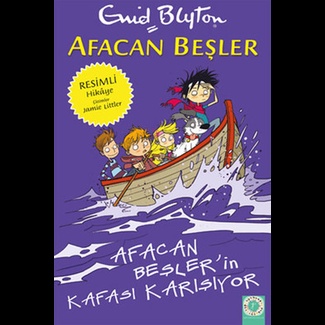 Enid Blyton
AFACAN BEŞLER
RESİMLİ
Hikâye
Çizimler
Jamie Littler
AFACAN
BEŞLER'in
KAFASI KARIŞIYOR